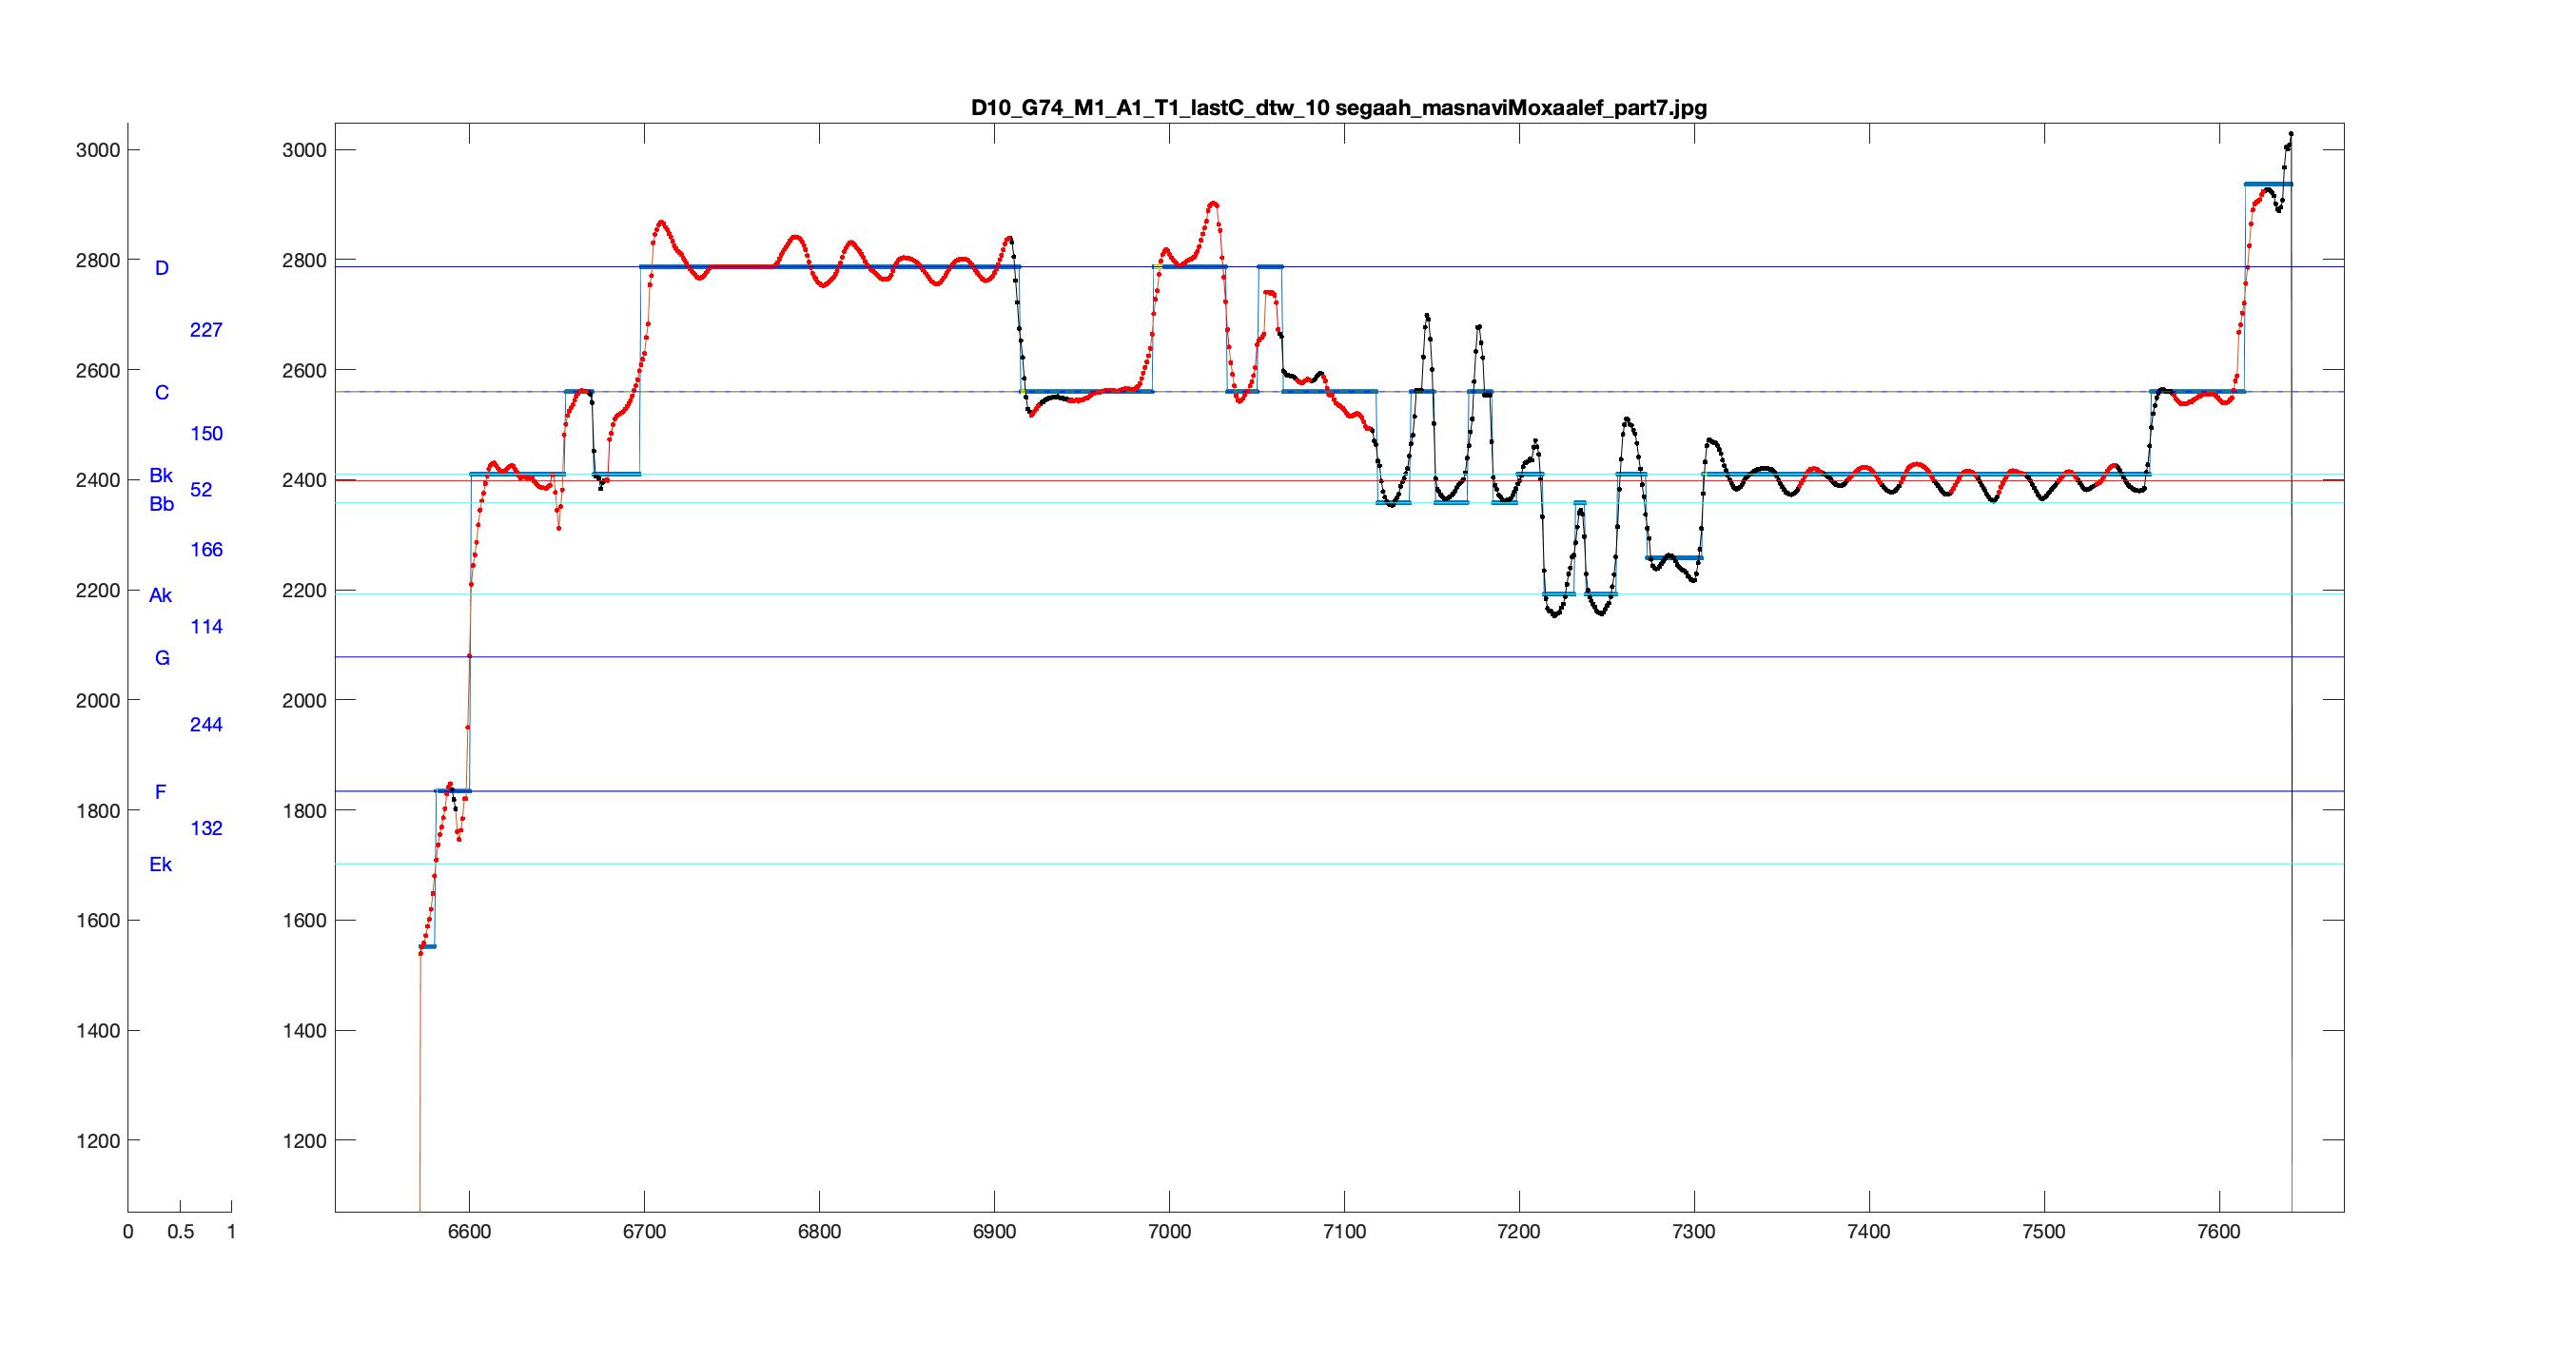 D10_G74_M1_A1_T1_lastC_dtw_10 segaah_masnaviMoxaalef_part7.jpg
3000 3000
2800 D 2800
227
2600 2600
C
150
2400 Bk 2400
52
Bb
166
2200 Ak 2200
114
G
2000 2000
244
1800 F 1800
132
Ek
1600 1600
1400 1400
1200 1200
0 0.5 1 6600 6700 6800 6900 7000 7100 7200 7300 7400 7500 7600